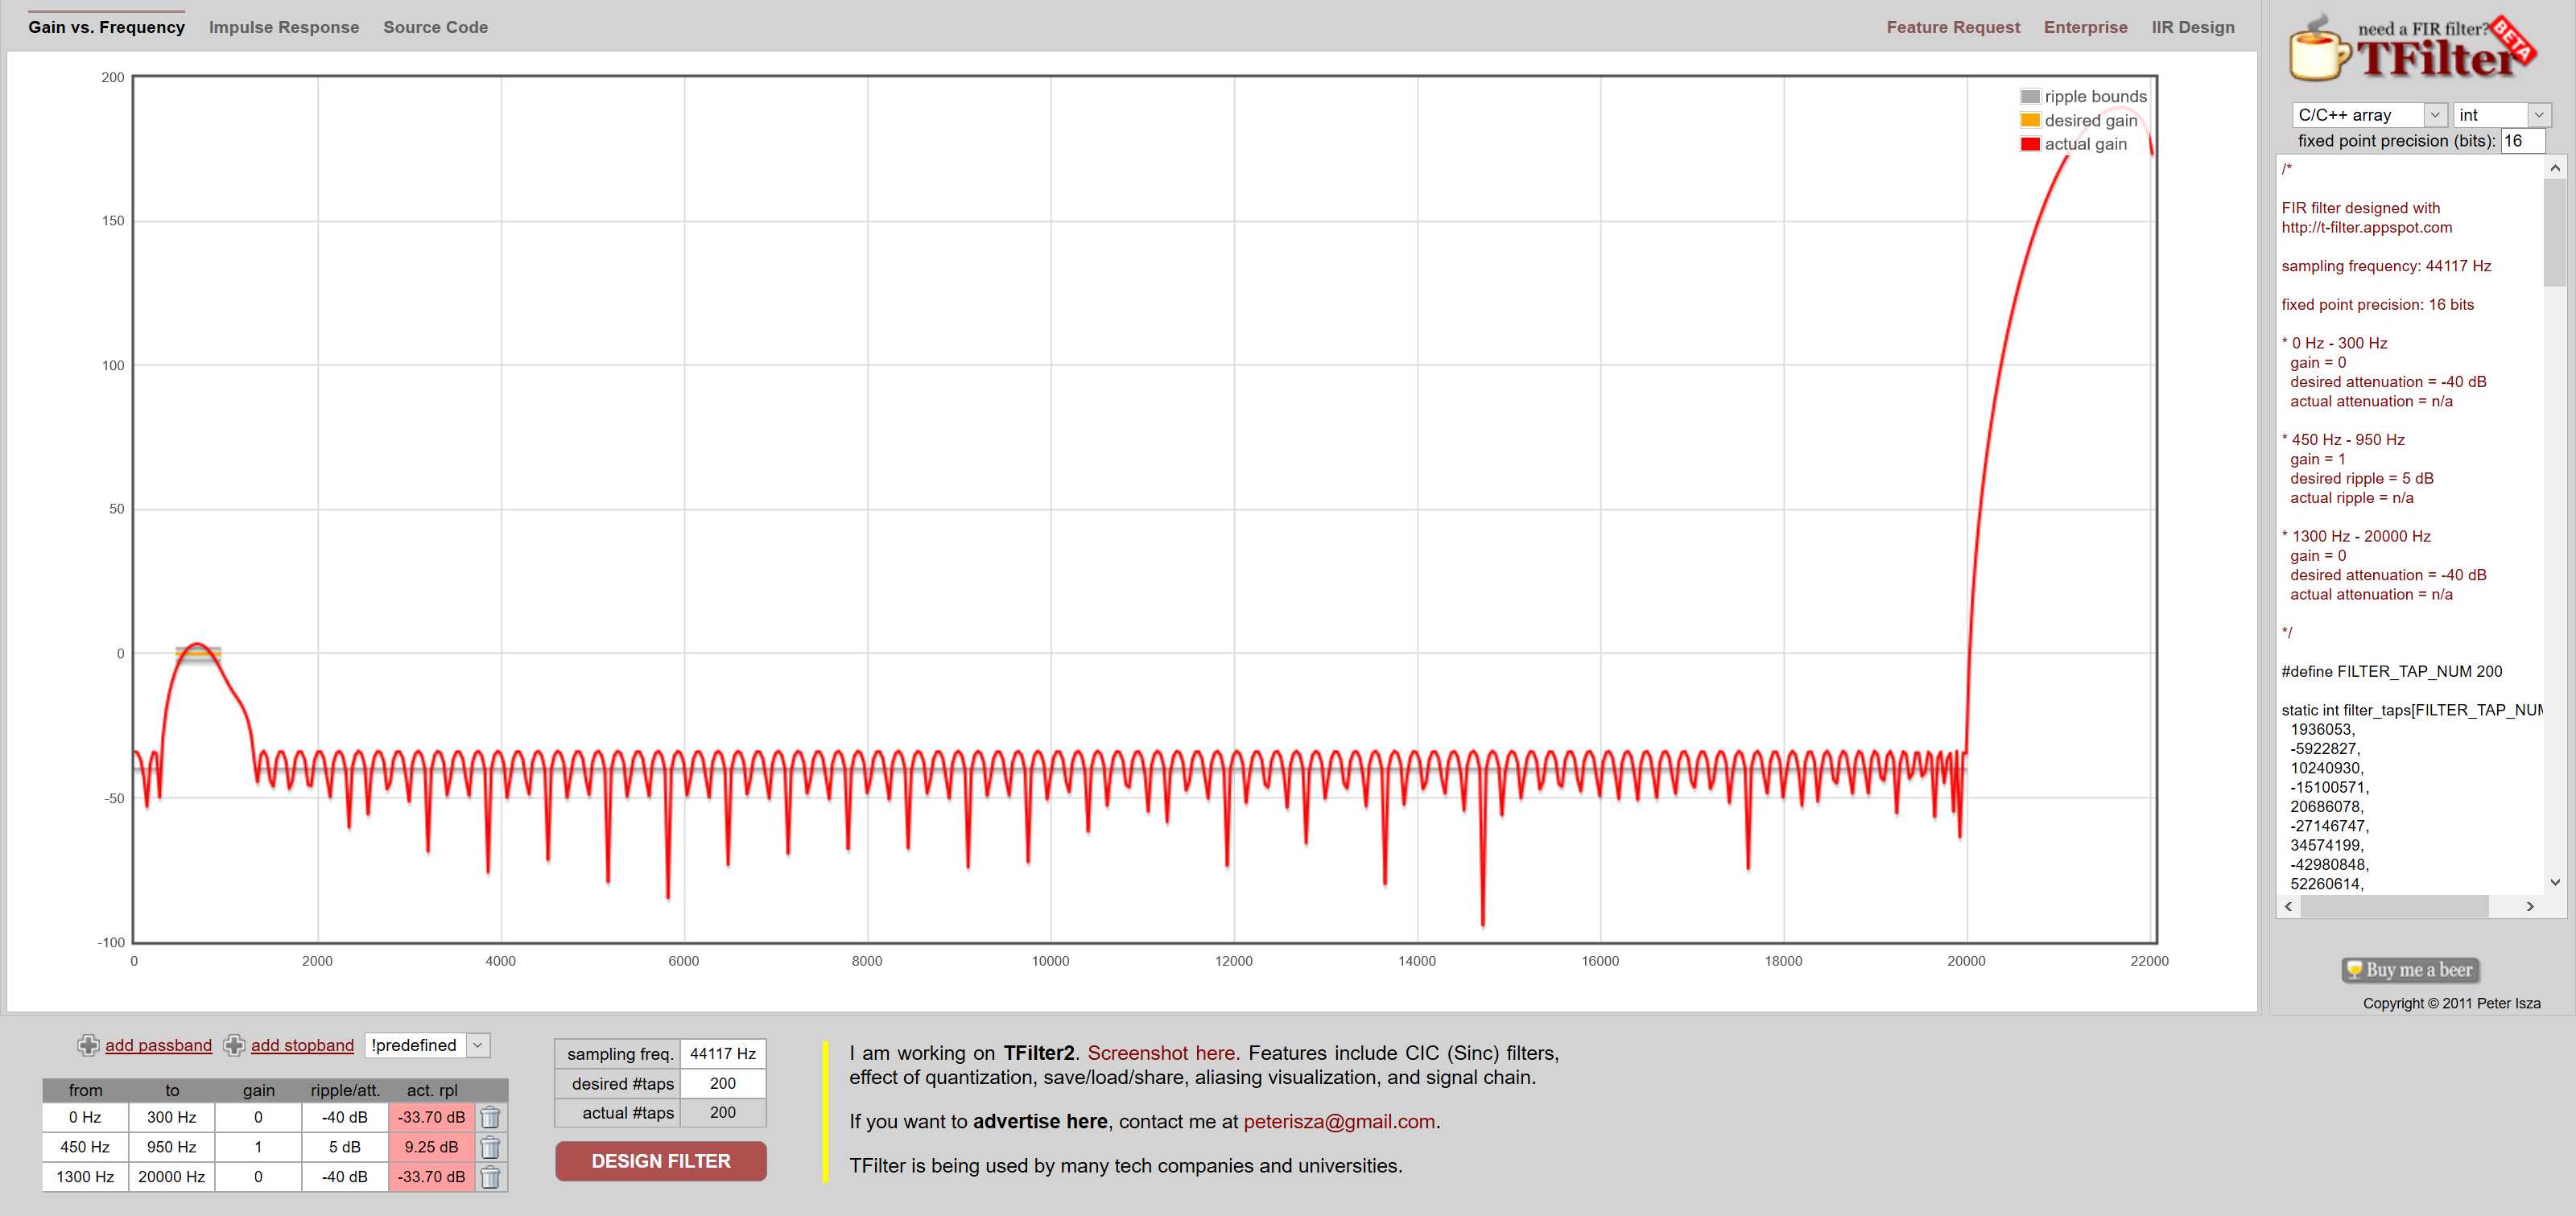 Gain vs. Frequency Impulse Response Source Code
Feature Request Enterprise IIR Design
200
150
100
50
0
-50
-100
0 2000 4000 6000 8000 10000 12000 14000 16000 18000 20000 22000
ripple bounds
desired gain
actual gain
need a FIR filter?
TFilter
BETA
C/C++ array int
fixed point precision (bits): 16
/*
FIR filter designed with
http://t-filter.appspot.com
sampling frequency: 44117 Hz
fixed point precision: 16 bits
* 0 Hz - 300 Hz
gain = 0
desired attenuation = -40 dB
actual attenuation = n/a
* 450 Hz - 950 Hz
gain = 1
desired ripple = 5 dB
actual ripple = n/a
* 1300 Hz - 20000 Hz
gain = 0
desired attenuation = -40 dB
actual attenuation = n/a
*/
#define FILTER_TAP_NUM 200
static int filter_taps[FILTER_TAP_NUM
1936053,
-5922827,
10240930,
-15100571,
20686078,
-27146747,
34574199,
-42980848,
52260614,
Buy me a beer
Copyright © 2011 Peter Isza
add passband add stopband !predefined
from to gain ripple/att. act. rpl
0 Hz 300 Hz 0 -40 dB -33.70 dB
450 Hz 950 Hz 1 5 dB 9.25 dB
1300 Hz 20000 Hz 0 -40 dB -33.70 dB
sampling freq. 44117 Hz
desired #taps 200
actual #taps 200
DESIGN FILTER
I am working on TFilter2. Screenshot here. Features include CIC (Sinc) filters,
effect of quantization, save/load/share, aliasing visualization, and signal chain.
If you want to advertise here, contact me at peterisza@gmail.com.
TFilter is being used by many tech companies and universities.